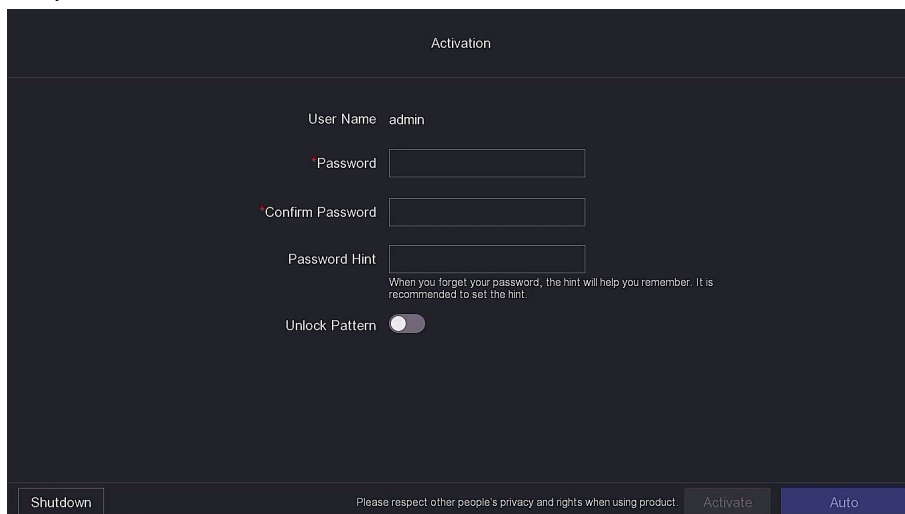 Activation
User Name admin
*Password
*Confirm Password
Password Hint
When you forget your password, the hint will help you remember. It is
recommended to set the hint.
Unlock Pattern
Shutdown Please respect other people's privacy and rights when using product. Activate Auto